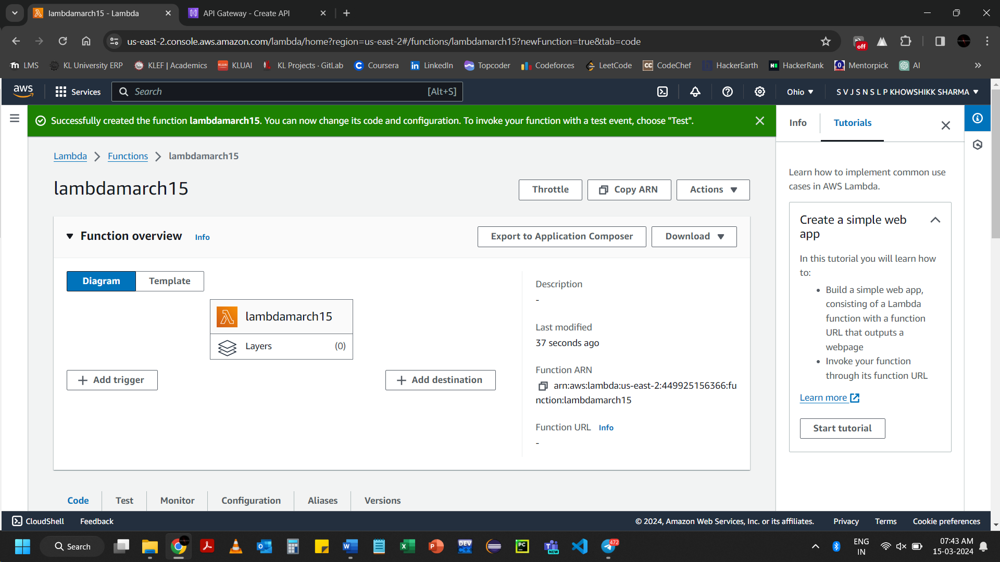 lambdamarch15 - Lambda
API Gateway - Create API
us-east-2.console.aws.amazon.com/lambda/home?region=us-east-2#/functions/lambdamarch15?newFunction=true&tab=code
off
LMS
KL University ERP
KLEF | Academics
KLUAI
KL Projects · GitLab
Coursera
LinkedIn
Topcoder
Codeforces
LeetCode
CodeChef
HackerEarth
HackerRank
Mentorpick
AI
aws
Services
Search
[Alt+S]
Ohio
S V J S N S L P KHOWSHIKK SHARMA
Successfully created the function lambdamarch15. You can now change its code and configuration. To invoke your function with a test event, choose "Test".
Info
Tutorials
Lambda
Functions
lambdamarch15
lambdamarch15
Throttle
Copy ARN
Actions
Function overview
Info
Export to Application Composer
Download
Diagram
Template
lambdamarch15
Layers
(0)
Add trigger
Add destination
Description
-
Last modified
37 seconds ago
Function ARN
arn:aws:lambda:us-east-2:449925156366:fu
nction:lambdamarch15
Function URL
Info
-
Learn how to implement common use
cases in AWS Lambda.
Create a simple web
app
In this tutorial you will learn how
to:
• Build a simple web app,
consisting of a Lambda
function with a function
URL that outputs a
webpage
• Invoke your function
through its function URL
Learn more
Start tutorial
Code
Test
Monitor
Configuration
Aliases
Versions
CloudShell
Feedback
© 2024, Amazon Web Services, Inc. or its affiliates.
Privacy
Terms
Cookie preferences
Search
DEV
PC
NEW
472
ENG
IN
07:43 AM
15-03-2024